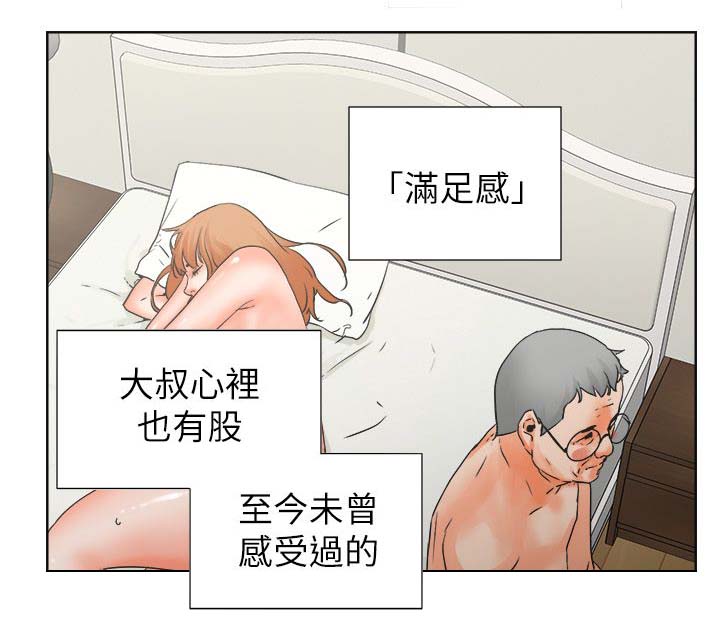 大叔心裡
也有股
至今未曾
感受過的
「滿足感」